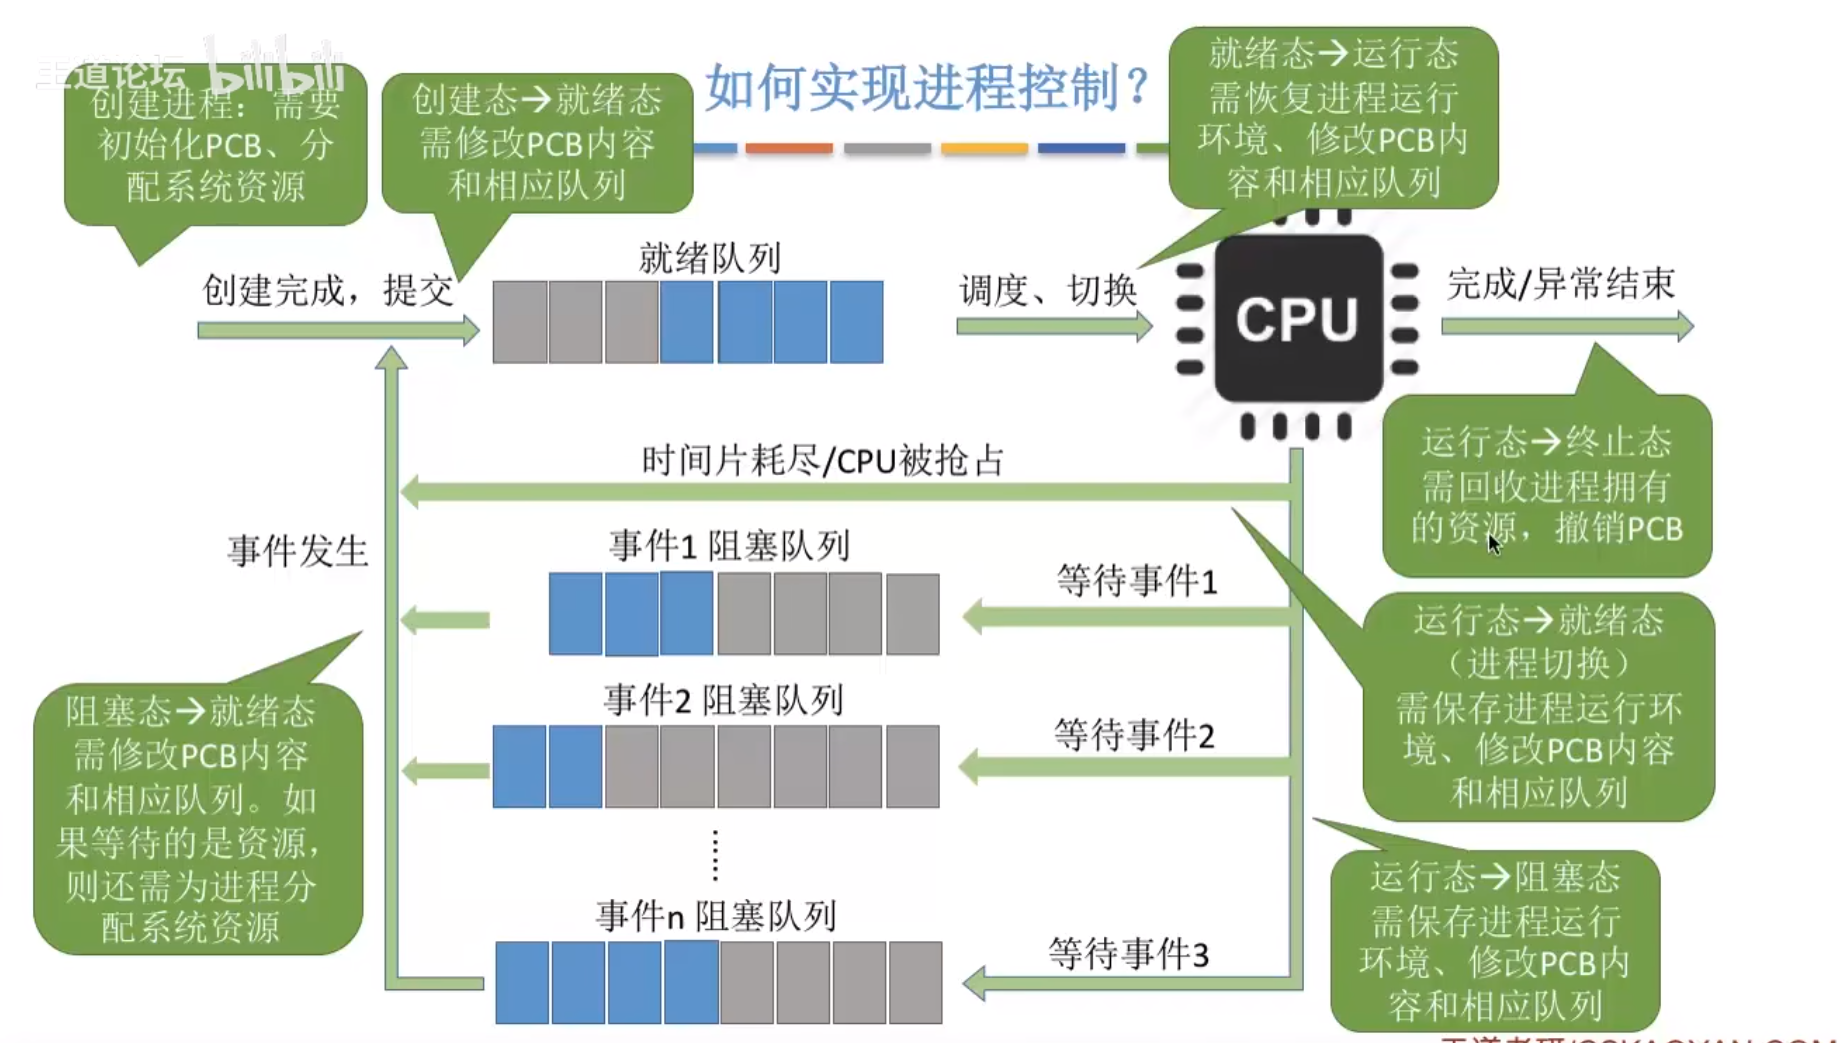 王道论坛 bilibili
创建进程：需要
初始化PCB、分
配系统资源
创建态→就绪态
需修改PCB内容
和相应队列
如何实现进程控制？
就绪态→运行态
需恢复进程运行
环境、修改PCB内
容和相应队列
创建完成，提交
就绪队列
调度、切换
CPU
完成/异常结束
运行态→终止态
需回收进程拥有
的资源，撤销PCB
时间片耗尽/CPU被抢占
事件发生
事件1 阻塞队列
等待事件1
运行态→就绪态
（进程切换）
需保存进程运行环
境、修改PCB内容
和相应队列
阻塞态→就绪态
需修改PCB内容
和相应队列。如
果等待的是资源，
则还需为进程分
配系统资源
事件2 阻塞队列
等待事件2
事件n 阻塞队列
等待事件3
运行态→阻塞态
需保存进程运行
环境、修改PCB内
容和相应队列